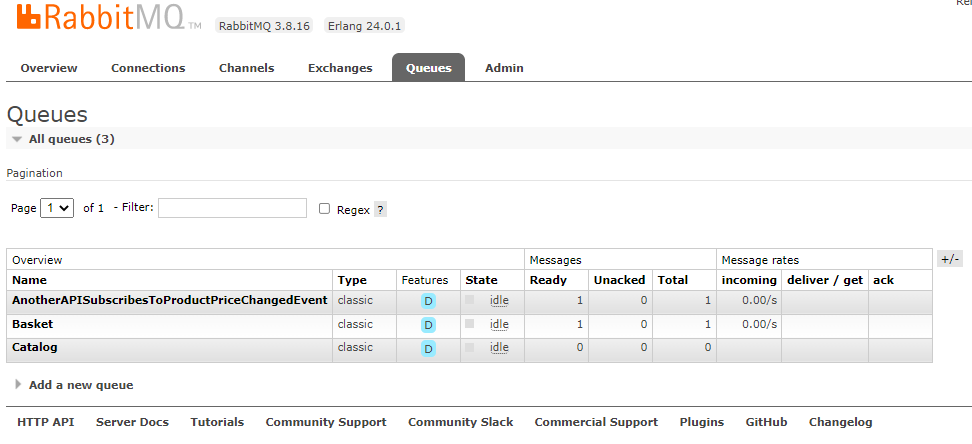 RabbitMQ TM RabbitMQ 3.8.16 Erlang 24.0.1
Overview Connections Channels Exchanges Queues Admin
Queues
All queues (3)
Pagination
Page 1 of 1 - Filter: Regex ?
Overview Messages Message rates +/-
Name Type Features State Ready Unacked Total incoming deliver / get ack
AnotherAPISubscribesToProductPriceChangedEvent classic D idle 1 0 1 0.00/s
Basket classic D idle 1 0 1 0.00/s
Catalog classic D idle 0 0 0
Add a new queue
HTTP API Server Docs Tutorials Community Support Community Slack Commercial Support Plugins GitHub Changelog